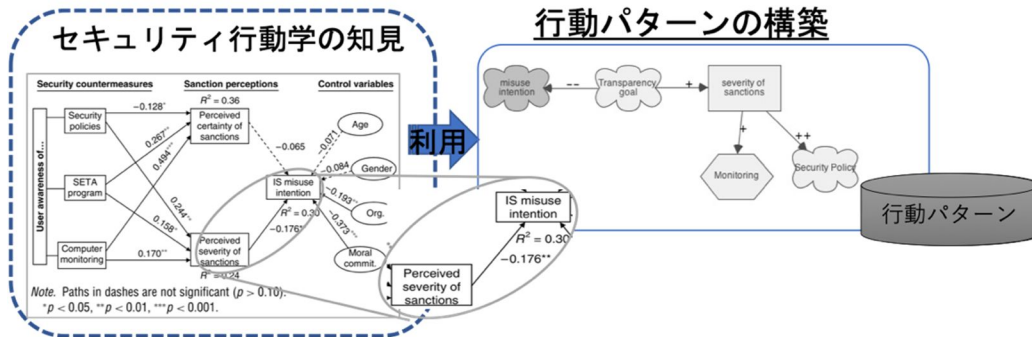 セキュリティ行動学の知見
Security countermeasures
Sanction perceptions
Control variables
User awareness of...
Security
policies
SETA
program
Computer
monitoring
−0.128*
0.267**
0.494***
0.244**
0.158*
0.170**
R² = 0.36
Perceived
certainty of
sanctions
Perceived
severity of
sanctions
R² = 0.24
−0.065
−0.176*
IS misuse
intention
R² = 0.30
−0.071
−0.084
−0.193**
−0.373***
Age
Gender
Org.
Moral
commit.
Note. Paths in dashes are not significant (p > 0.10).
*p < 0.05, **p < 0.01, ***p < 0.001.
IS misuse
intention
R² = 0.30
−0.176**
Perceived
severity of
sanctions
利用
行動パターンの構築
misuse
intention
--
Transparency
goal
+
severity of
sanctions
+
++
Monitoring
Security Policy
行動パターン